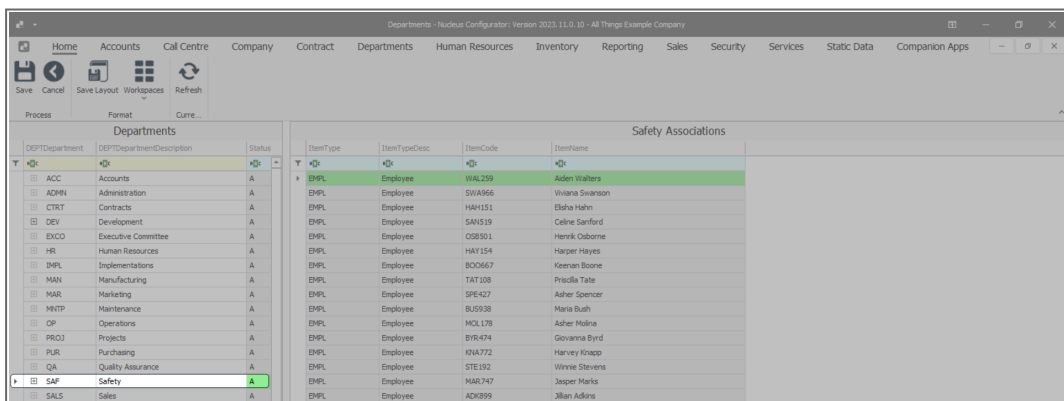 Departments - Nucleus Configurator: Version 2023.11.0.10 - All Things Example Company
Home Accounts Call Centre Company Contract Departments Human Resources Inventory Reporting Sales Security Services Static Data Companion Apps
Save Cancel Save Layout Workspaces Refresh
Process Format Curre...
Departments Safety Associations
DEPTDepartment DEPTDepartmentDescription Status ItemType ItemTypeDesc ItemCode ItemName
ACC Accounts A EMPL Employee WAL259 Aiden Walters
ADMN Administration A EMPL Employee SWA966 Viviana Swanson
CTRT Contracts A EMPL Employee HAH151 Elisha Hahn
DEV Development A EMPL Employee SAN519 Celine Sanford
EXCO Executive Committee A EMPL Employee OSB501 Henrik Osborne
HR Human Resources A EMPL Employee HAY154 Harper Hayes
IMPL Implementations A EMPL Employee BOO667 Keenan Boone
MAN Manufacturing A EMPL Employee TAT108 Priscilla Tate
MAR Marketing A EMPL Employee SPE427 Asher Spencer
MNTP Maintenance A EMPL Employee BUS938 Maria Bush
OP Operations A EMPL Employee MOL178 Asher Molina
PROJ Projects A EMPL Employee BYR474 Giovanna Byrd
PUR Purchasing A EMPL Employee KNA772 Harvey Knapp
QA Quality Assurance A EMPL Employee STE192 Winnie Stevens
SAF Safety A EMPL Employee MAR747 Jasper Marks
SALS Sales A EMPL Employee ADK899 Jillian Adkins